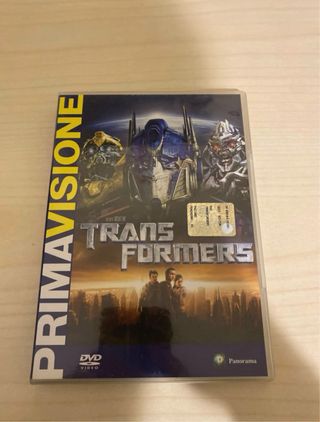 PRIMAVISIONE
TRANS
FORMERS
DVD
VIDEO
Panorama